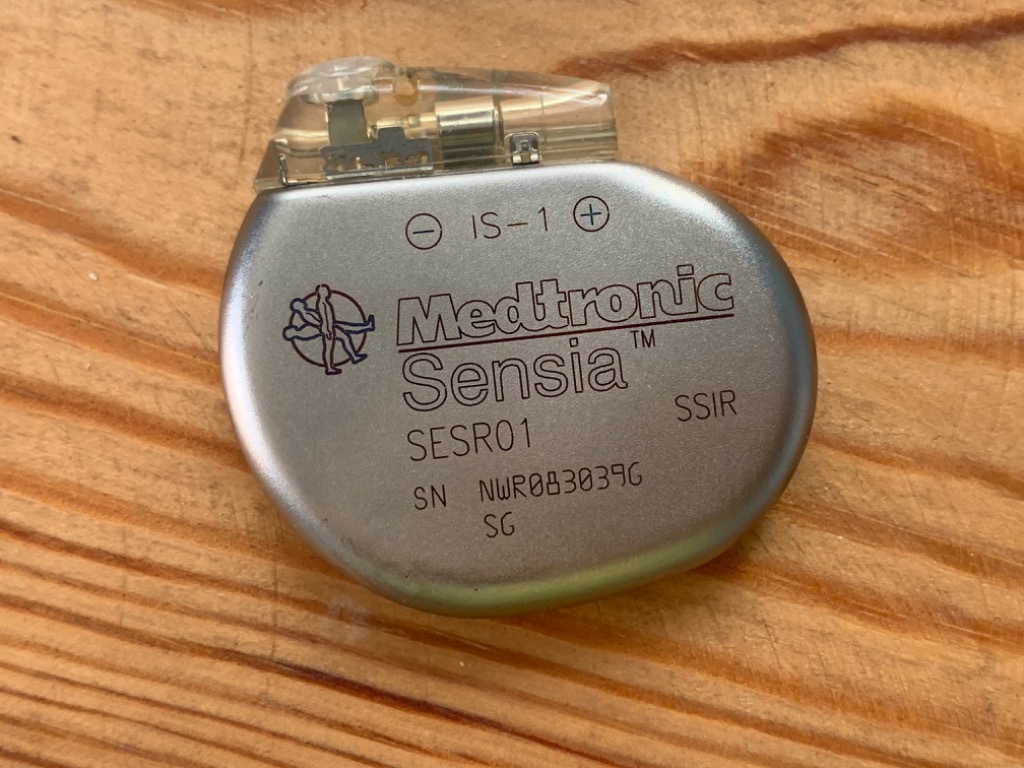 ⊖ IS-1 ⊕
Medtronic
Sensia™
SESR01 SSIR
SN NWR083039G
SG